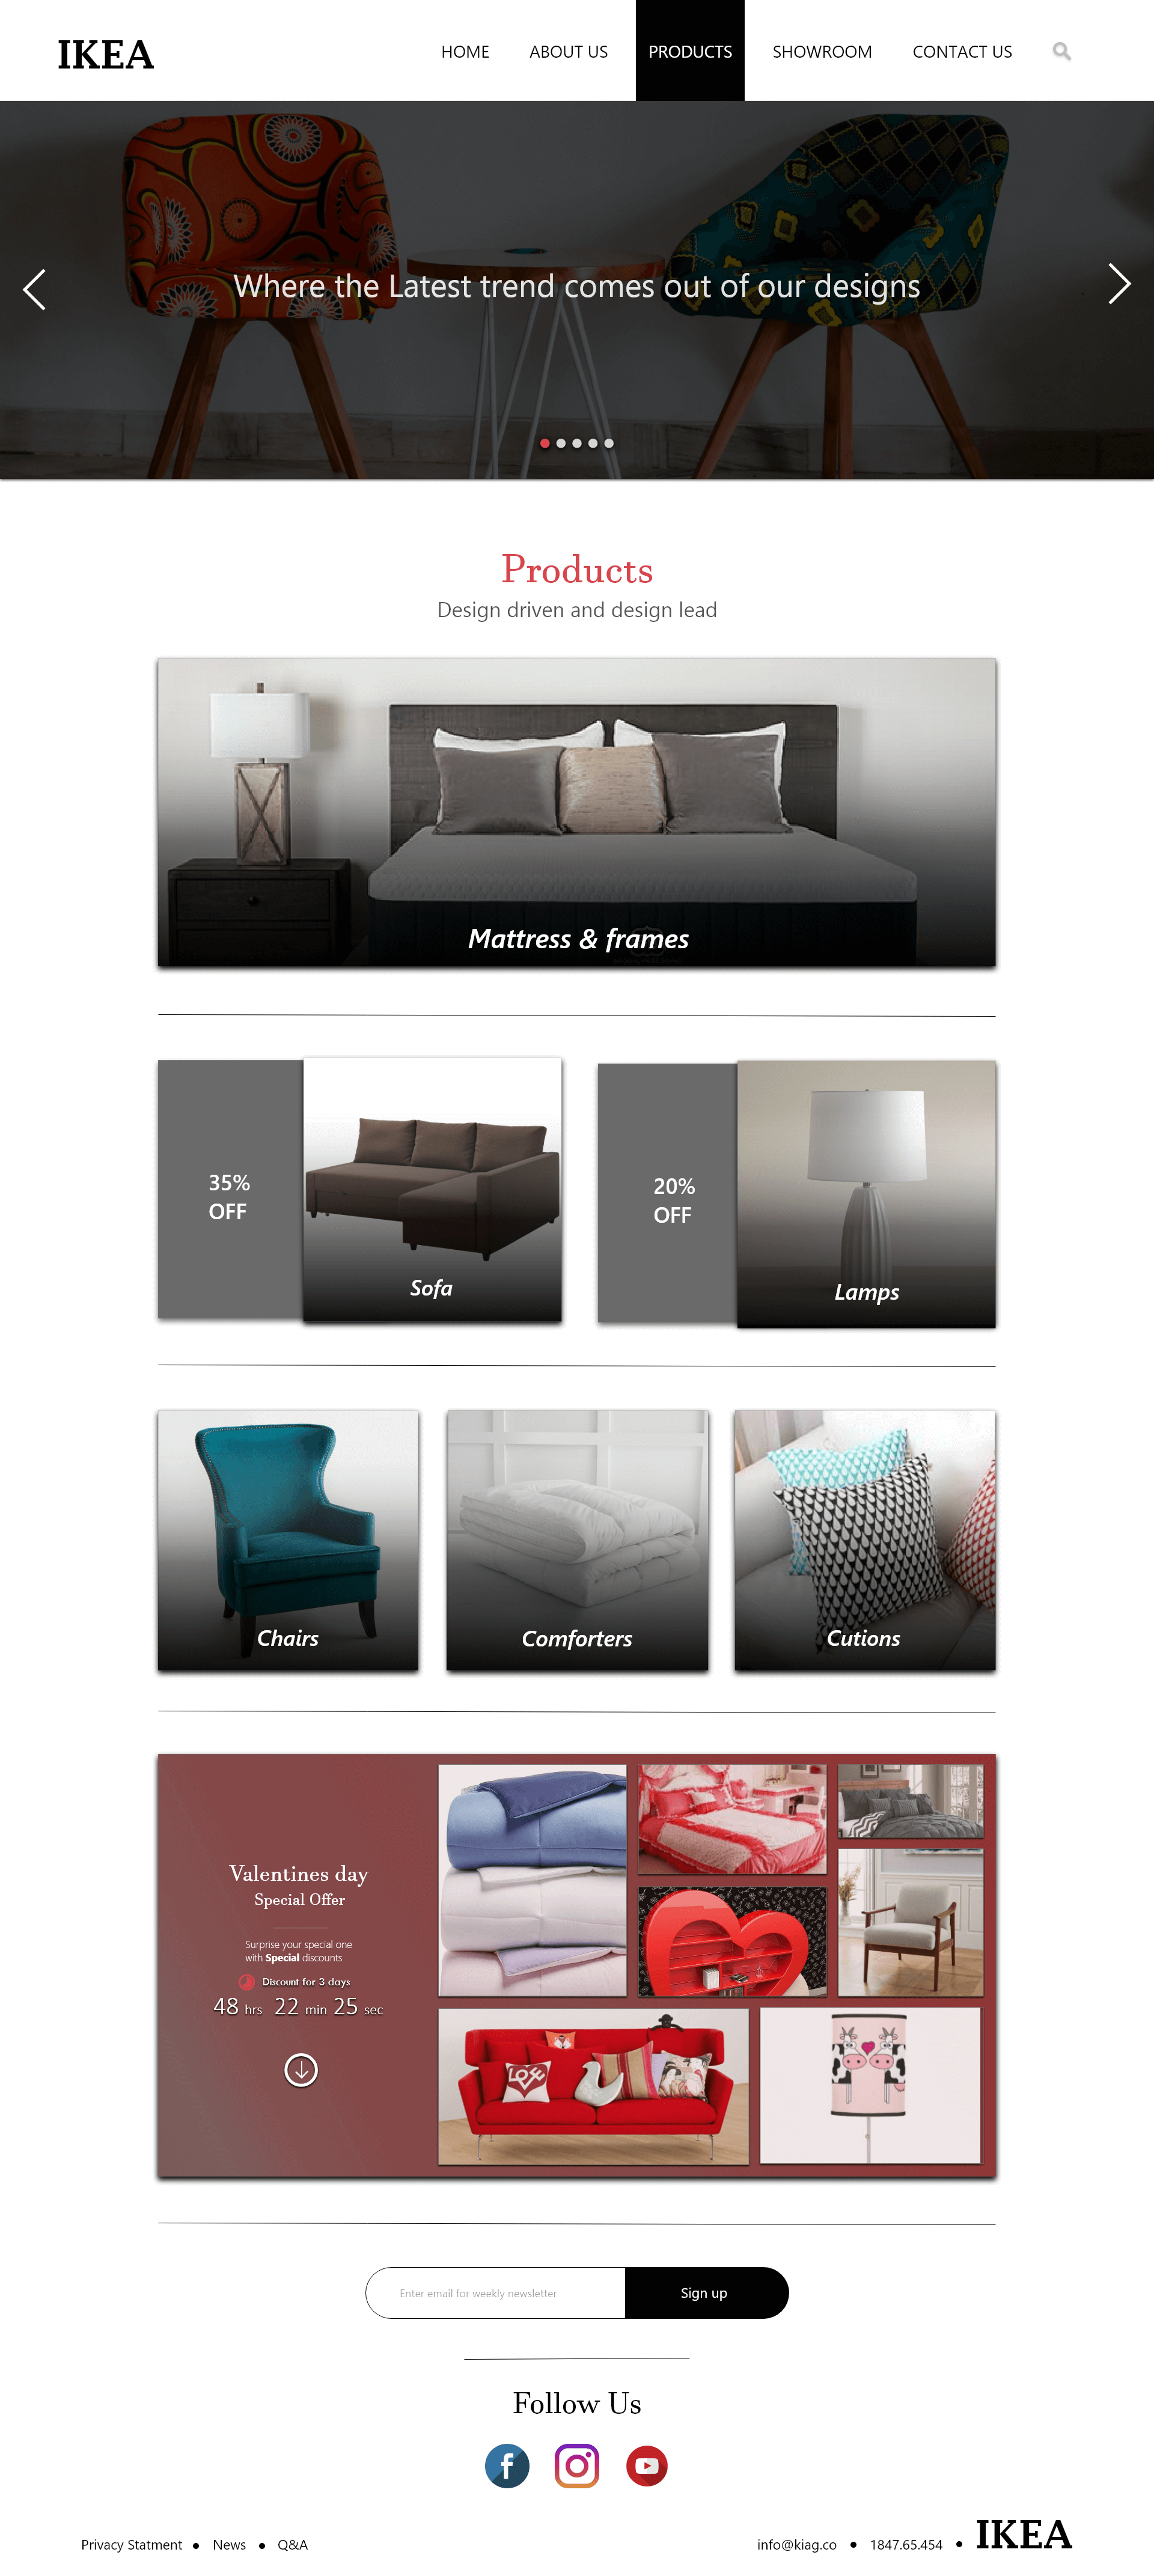 IKEA
HOME
ABOUT US
PRODUCTS
SHOWROOM
CONTACT US
Where the Latest trend comes out of our designs
Products
Design driven and design lead
Mattress & frames
35%
OFF
Sofa
20%
OFF
Lamps
Chairs
Comforters
Cutions
Valentines day
Special Offer
Surprise your special one
with Special discounts
Discount for 3 days
48 hrs 22 min 25 sec
LOVE
Enter email for weekly newsletter
Sign up
Follow Us
Privacy Statment • News • Q&A
info@kiag.co • 1847.65.454 • IKEA